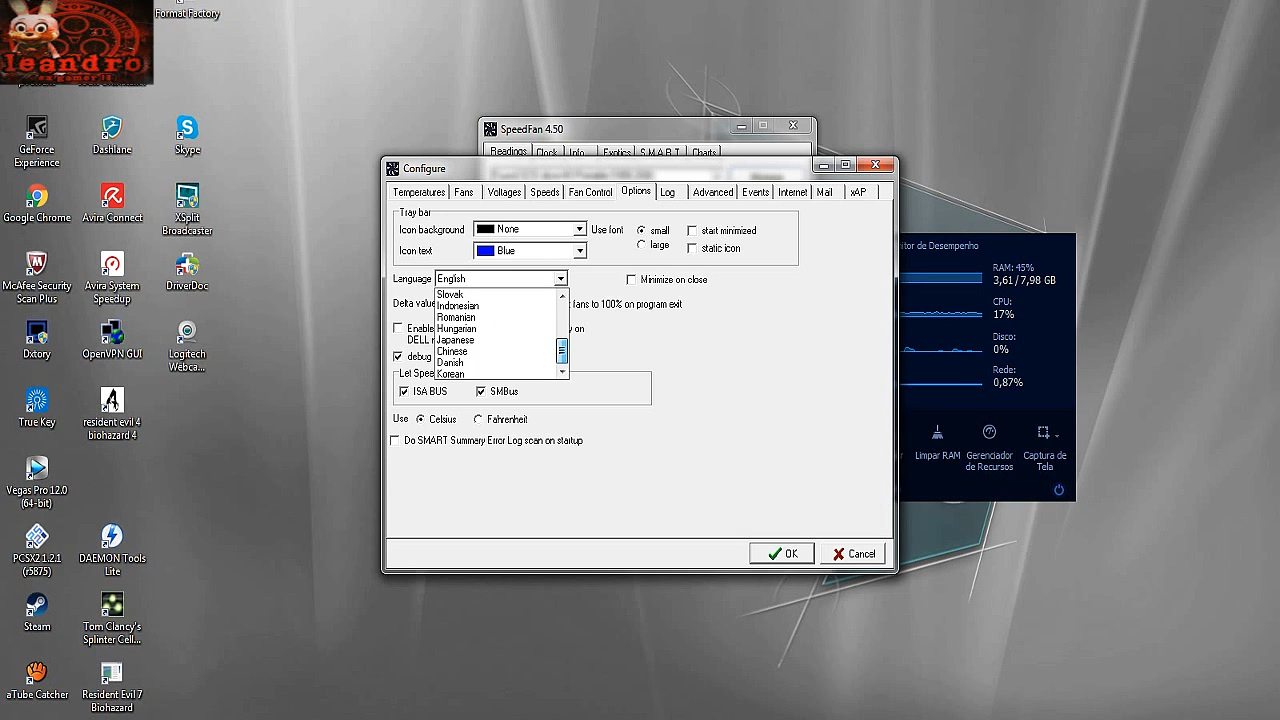 Format Factory
leandro
GeForce
Experience
Dashlane
Skype
Google Chrome
Avira Connect
XSplit
Broadcaster
McAfee Security
Scan Plus
Avira System
Speedup
DriverDoc
Dxtory
OpenVPN GUI
Logitech
Webca...
True Key
resident evil 4
biohazard 4
Vegas Pro 12.0
(64-bit)
PCSX2.1.2.1
(r5875)
DAEMON Tools
Lite
Steam
Tom Clancy's
Splinter Cell...
aTube Catcher
Resident Evil 7
Biohazard
SpeedFan 4.50
Readings Clock Info Exotics S.M.A.R.T. Charts
Configure
Temperatures Fans Voltages Speeds Fan Control Options Log Advanced Events Internet Mail xAP
Tray bar
Icon background None Use font small start minimized
Icon text Blue large static icon
Language English Minimize on close
Slovak
Indonesian
Romanian
Hungarian
Japanese
Chinese
Danish
Korean
Delta value fans to 100% on program exit
Enable y on
DELL
debug
Let Spee
ISA BUS SMBus
Use Celsius Fahrenheit
Do SMART Summary Error Log scan on startup
OK Cancel
itor de Desempenho
RAM: 45%
3,61/7,98 GB
CPU:
17%
Disco:
0%
Rede:
0,87%
Limpar RAM
Gerenciador
de Recursos
Captura de
Tela